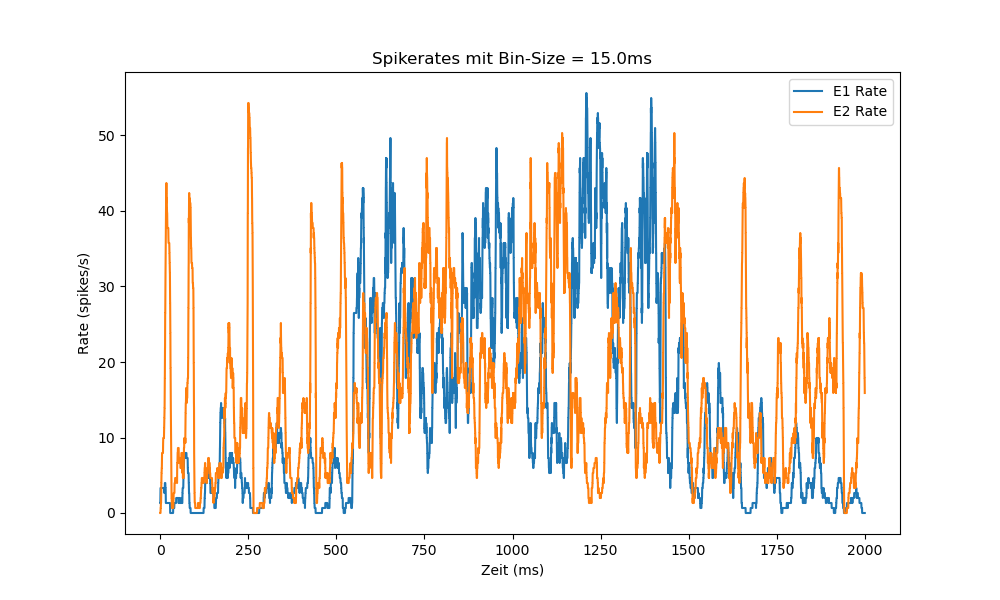 Spikerates mit Bin-Size = 15.0ms
E1 Rate
E2 Rate
Rate (spikes/s)
50
40
30
20
10
0
0 250 500 750 1000 1250 1500 1750 2000
Zeit (ms)